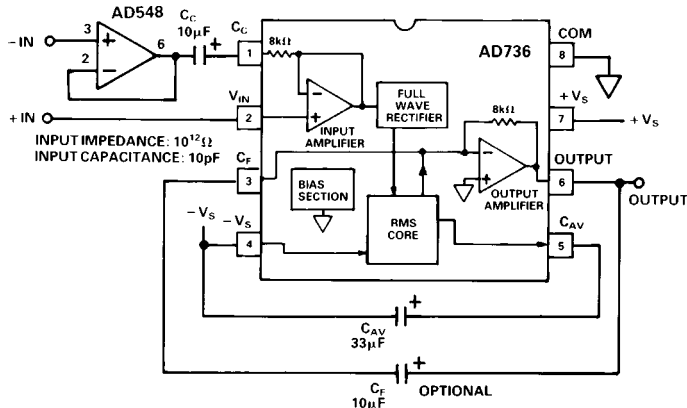 AD548
C_C
10μF
+
C_C
-IN
3
+
2
-
6
1
8kΩ
AD736
COM
8
V_IN
+IN
2
-
+
INPUT
AMPLIFIER
FULL
WAVE
RECTIFIER
8kΩ
+V_S
7
+V_S
INPUT IMPEDANCE: 10^12Ω
INPUT CAPACITANCE: 10pF
C_F
3
BIAS
SECTION
-
+
OUTPUT
AMPLIFIER
OUTPUT
6
OUTPUT
-V_S
-V_S
4
RMS
CORE
C_AV
5
+
C_AV
33μF
+
C_F
10μF
OPTIONAL